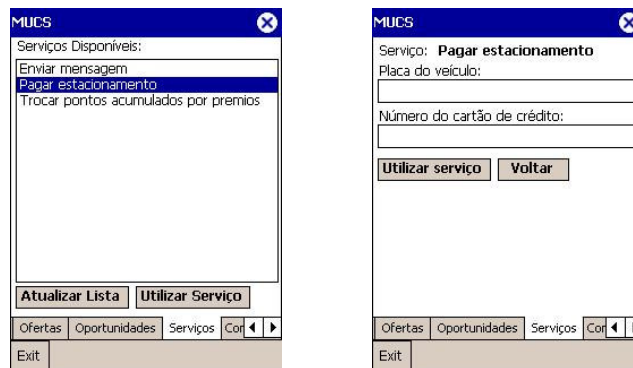 MUCS
Serviços Disponíveis:
Enviar mensagem
Pagar estacionamento
Trocar pontos acumulados por premios
Atualizar Lista Utilizar Serviço
Ofertas Oportunidades Serviços Cor
Exit
MUCS
Serviço: Pagar estacionamento
Placa do veículo:
Número do cartão de crédito:
Utilizar serviço Voltar
Ofertas Oportunidades Serviços Cor
Exit